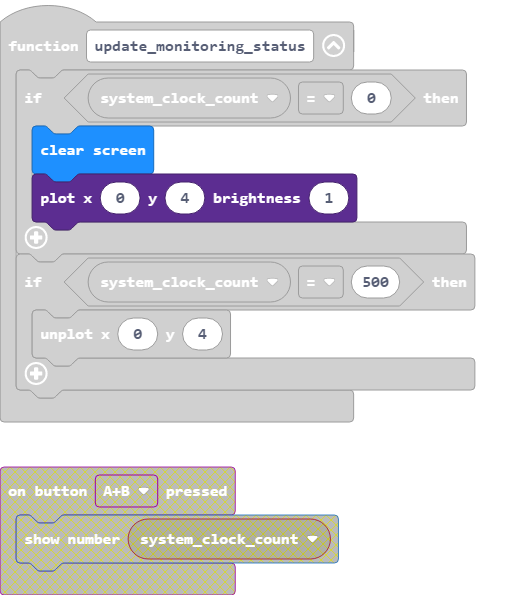 function update_monitoring_status
if system_clock_count = 0 then
clear screen
plot x 0 y 4 brightness 1
if system_clock_count = 500 then
unplot x 0 y 4
on button A+B pressed
show number system_clock_count